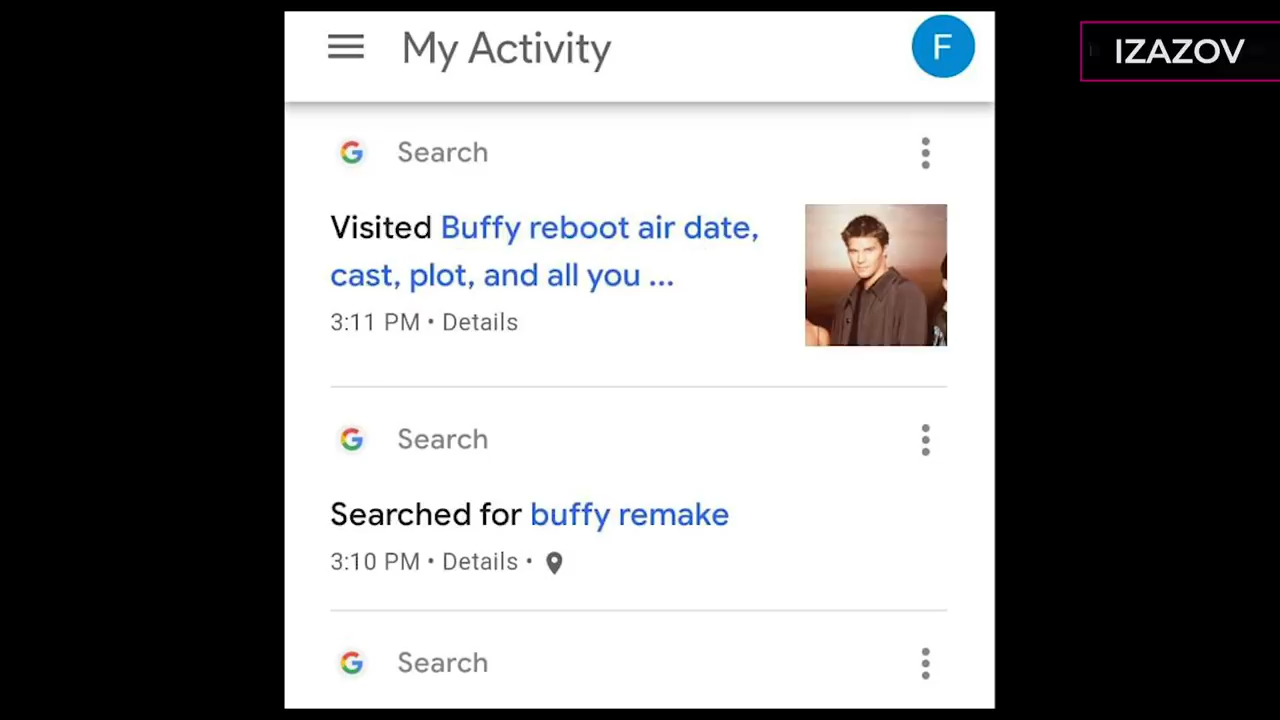 IZAZOV
My Activity
F
Search
Visited Buffy reboot air date,
cast, plot, and all you ...
3:11 PM • Details
Search
Searched for buffy remake
3:10 PM • Details •
Search